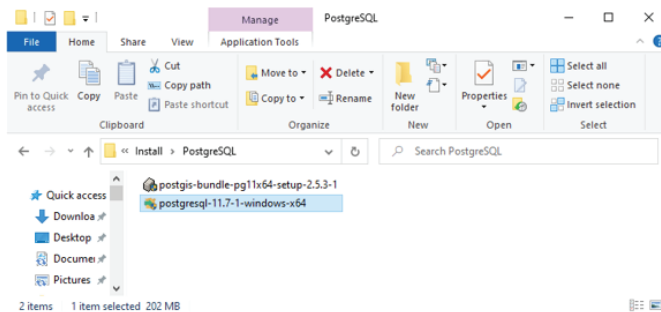 Manage PostgreSQL
File Home Share View Application Tools
Pin to Quick access
Copy
Paste
Cut
Copy path
Paste shortcut
Clipboard
Move to
Copy to
Delete
Rename
Organize
New folder
New
Properties
Open
Select all
Select none
Invert selection
Select
« Install › PostgreSQL
Search PostgreSQL
Quick access
Downloa
Desktop
Documer
Pictures
postgis-bundle-pg11x64-setup-2.5.3-1
postgresql-11.7-1-windows-x64
2 items 1 item selected 202 MB